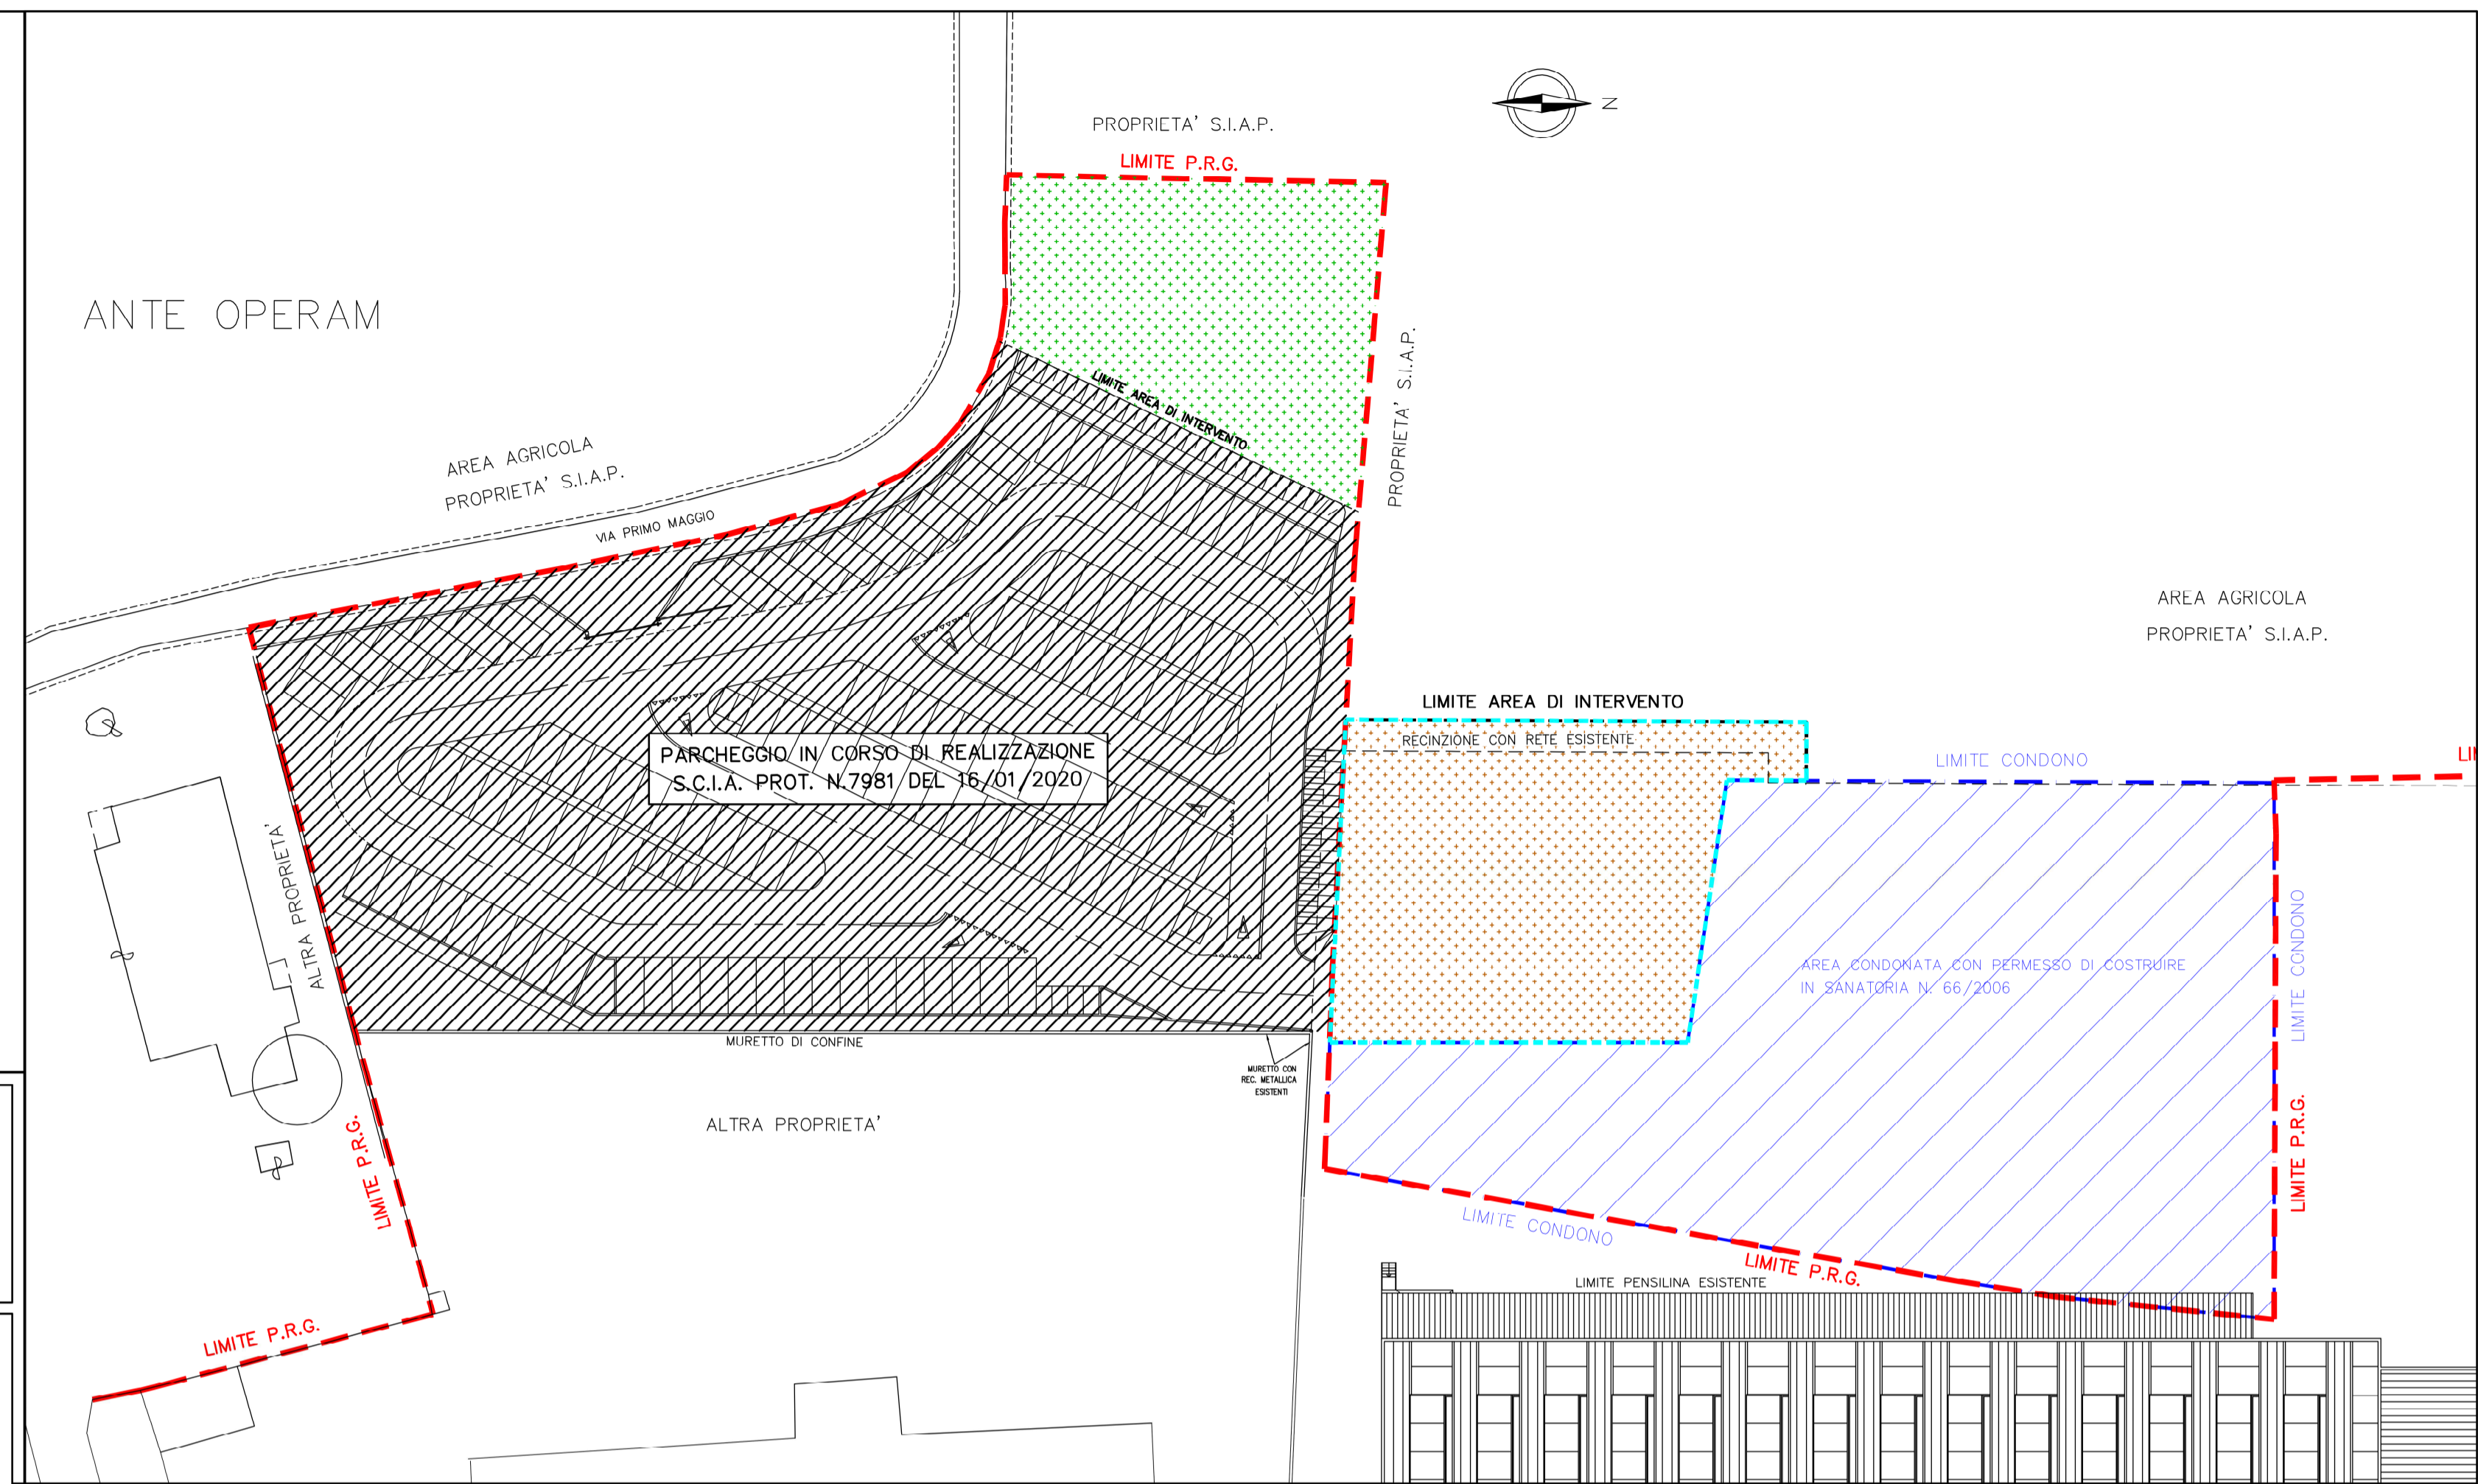 PROPRIETA' S.I.A.P.
N
LIMITE P.R.G.
ANTE OPERAM
PROPRIETA' S.I.A.P.
LIMITE AREA DI INTERVENTO
AREA AGRICOLA
PROPRIETA' S.I.A.P.
VIA PRIMO MAGGIO
AREA AGRICOLA
PROPRIETA' S.I.A.P.
LIMITE AREA DI INTERVENTO
RECINZIONE CON RETE ESISTENTE
PARCHEGGIO IN CORSO DI REALIZZAZIONE
S.C.I.A. PROT. N.7981 DEL 16/01/2020
LIMITE CONDONO
LI
ALTRA PROPRIETA'
LIMITE CONDONO
AREA CONDONATA CON PERMESSO DI COSTRUIRE
IN SANATORIA N. 66/2006
MURETTO DI CONFINE
MURETTO CON
REC. METALLICA
ESISTENTI
ALTRA PROPRIETA'
LIMITE P.R.G.
LIMITE P.R.G.
LIMITE CONDONO
LIMITE P.R.G.
LIMITE PENSILINA ESISTENTE
LIMITE P.R.G.